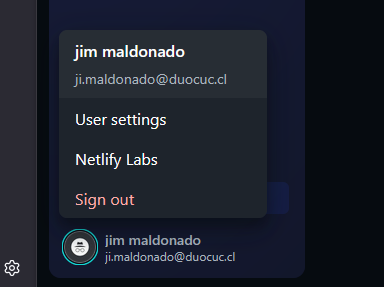 jim maldonado
ji.maldonado@duocuc.cl
User settings
Netlify Labs
Sign out
jim maldonado
ji.maldonado@duocuc.cl